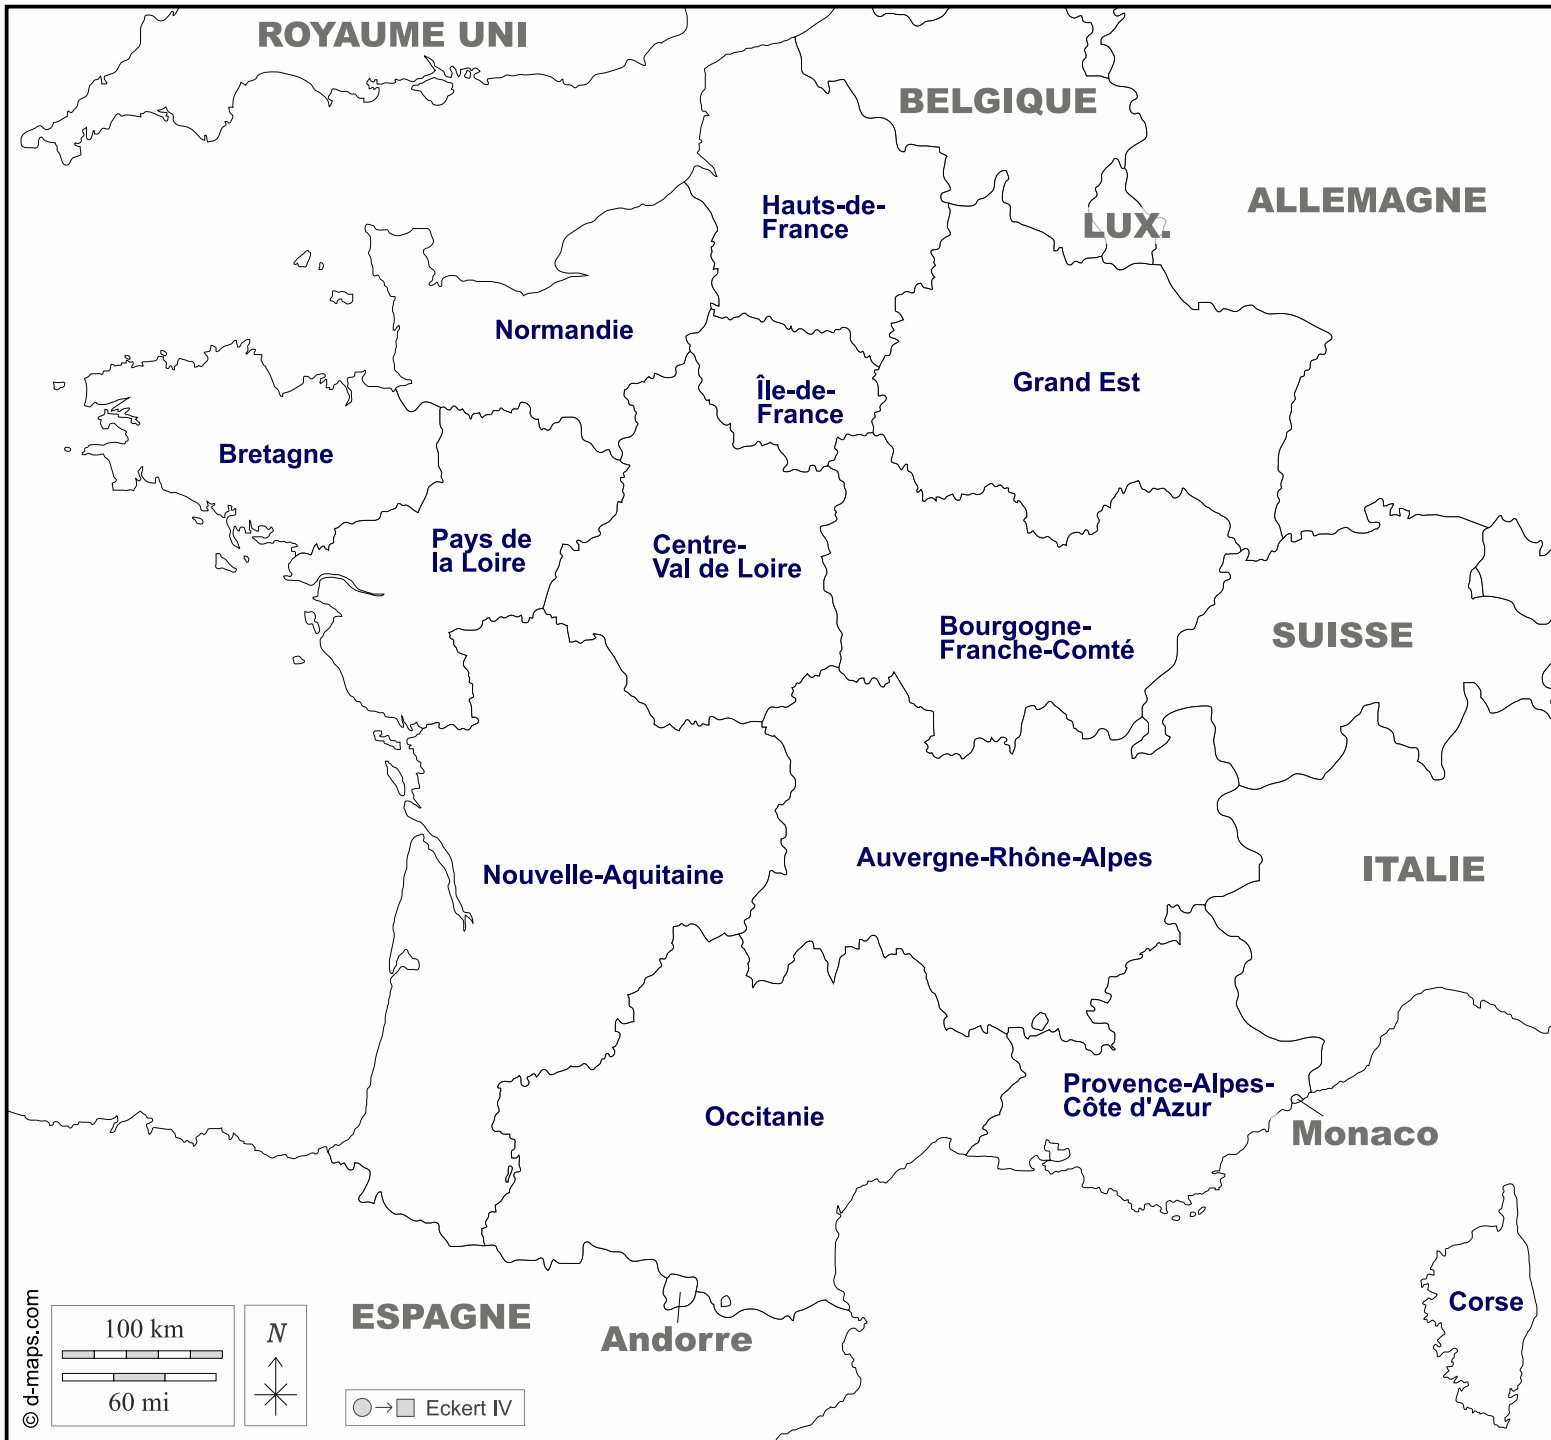 ROYAUME UNI
BELGIQUE
ALLEMAGNE
Hauts-de-
France
LUX.
Normandie
Grand Est
Île-de-
France
Bretagne
Pays de
la Loire
Centre-
Val de Loire
Bourgogne-
Franche-Comté
SUISSE
Auvergne-Rhône-Alpes
ITALIE
Nouvelle-Aquitaine
Provence-Alpes-
Côte d'Azur
Occitanie
Monaco
Corse
ESPAGNE
Andorre
© d-maps.com
100 km
60 mi
N
Eckert IV